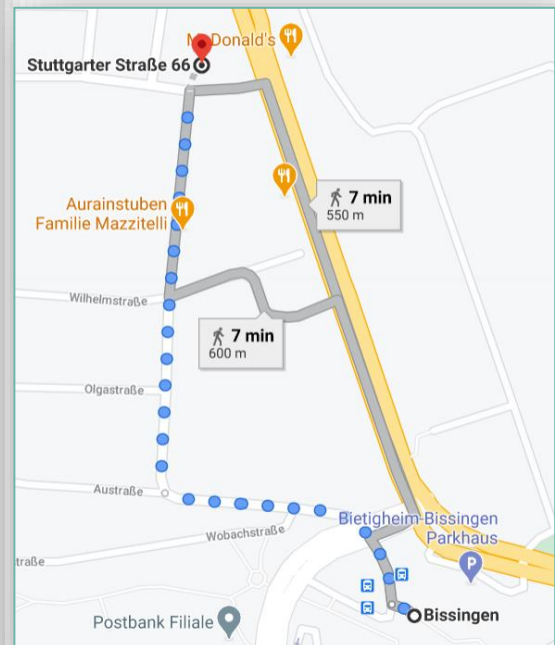 McDonald's
Stuttgarter Straße 66
7 min
550 m
Aurainstuben
Familie Mazzitelli
Wilhelmstraße
7 min
600 m
Olgastraße
Austraße
Bietigheim-Bissingen
Parkhaus
Wobachstraße
traße
P
Bissingen
Postbank Filiale